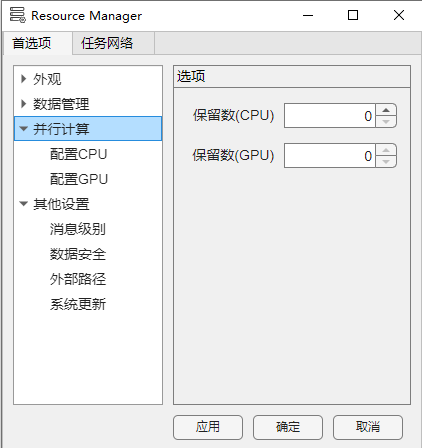 Resource Manager
首选项 任务网络
外观
数据管理
并行计算
配置CPU
配置GPU
其他设置
消息级别
数据安全
外部路径
系统更新
选项
保留数(CPU) 0
保留数(GPU) 0
应用 确定 取消